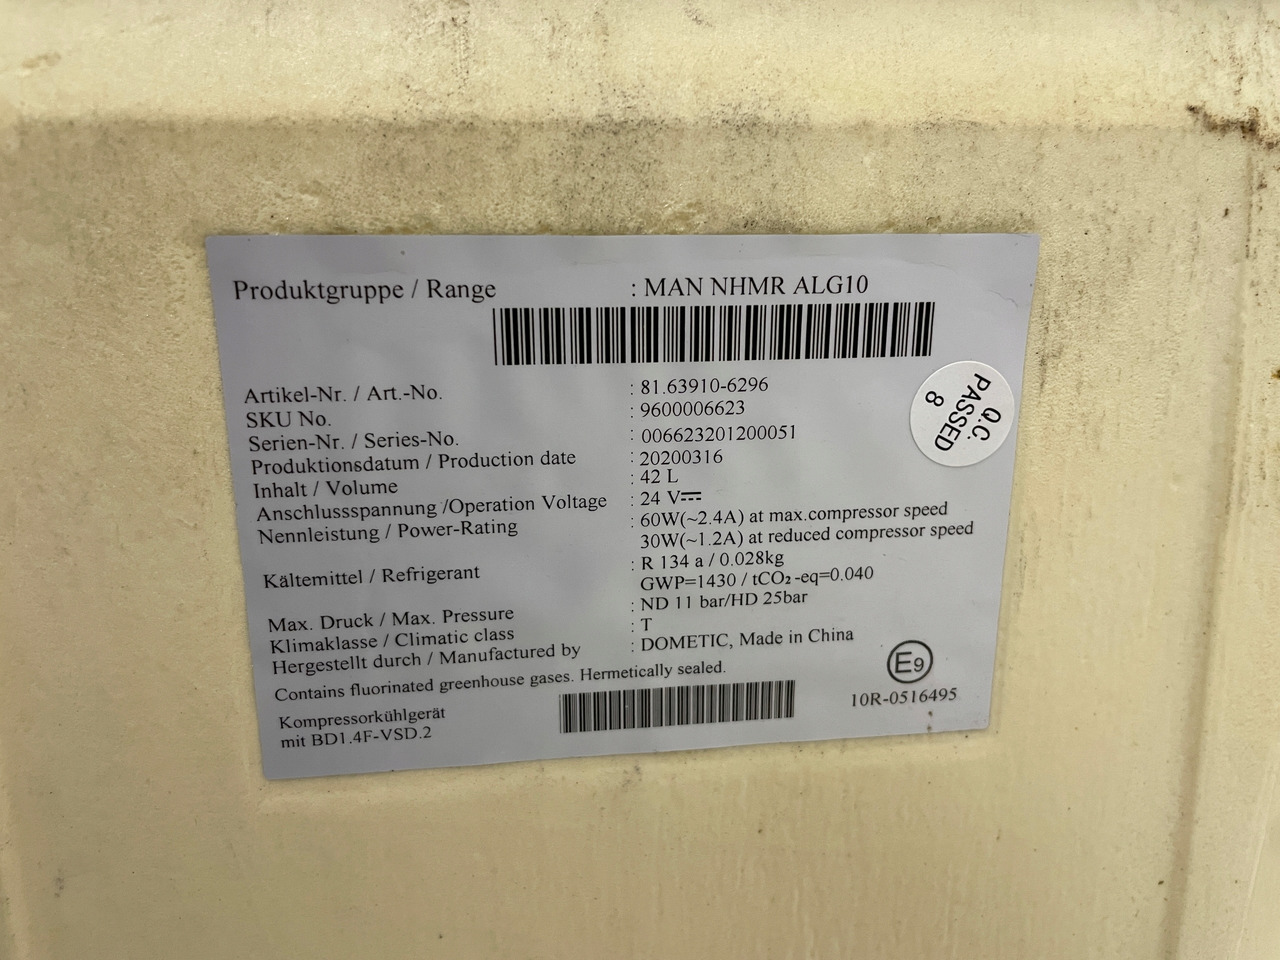 Produktgruppe / Range : MAN NHMR ALG10
Artikel-Nr. / Art.-No. : 81.63910-6296
SKU No. : 9600006623
Serien-Nr. / Series-No. : 006623201200051
Produktionsdatum / Production date : 20200316
Inhalt / Volume : 42 L
Anschlussspannung /Operation Voltage : 24 V⎓
Nennleistung / Power-Rating : 60W(~2.4A) at max.compressor speed
30W(~1.2A) at reduced compressor speed
Kältemittel / Refrigerant : R 134 a / 0.028kg
GWP=1430 / tCO₂-eq=0.040
Max. Druck / Max. Pressure : ND 11 bar/HD 25bar
Klimaklasse / Climatic class : T
Hergestellt durch / Manufactured by : DOMETIC, Made in China
Contains fluorinated greenhouse gases. Hermetically sealed.
Kompressorkühlgerät
mit BD1.4F-VSD.2
E9
10R-0516495
Q.C.
PASSED
8